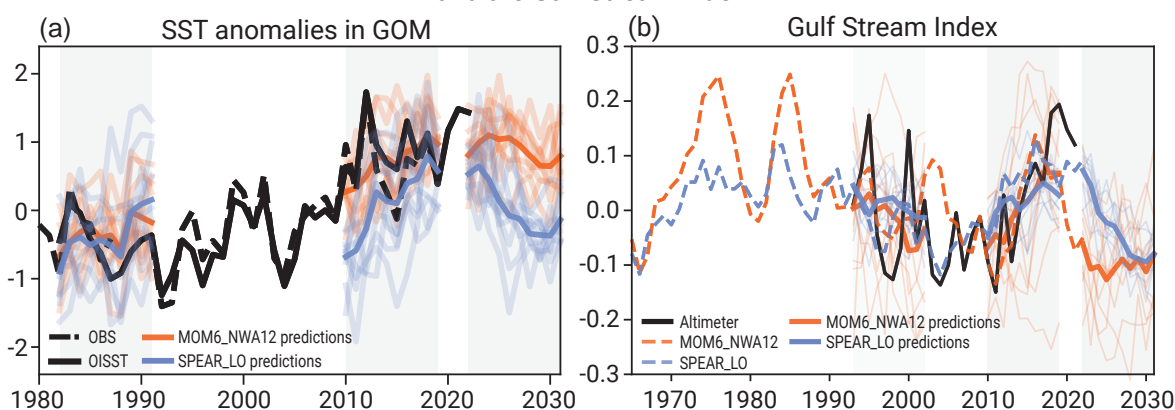 (a) SST anomalies in GOM
2
1
0
-1
-2
OBS
OISST
MOM6_NWA12 predictions
SPEAR_LO predictions
1980 1990 2000 2010 2020 2030
(b) Gulf Stream Index
0.3
0.2
0.1
0.0
-0.1
-0.2
-0.3
Altimeter
MOM6_NWA12
SPEAR_LO
MOM6_NWA12 predictions
SPEAR_LO predictions
1970 1980 1990 2000 2010 2020 2030